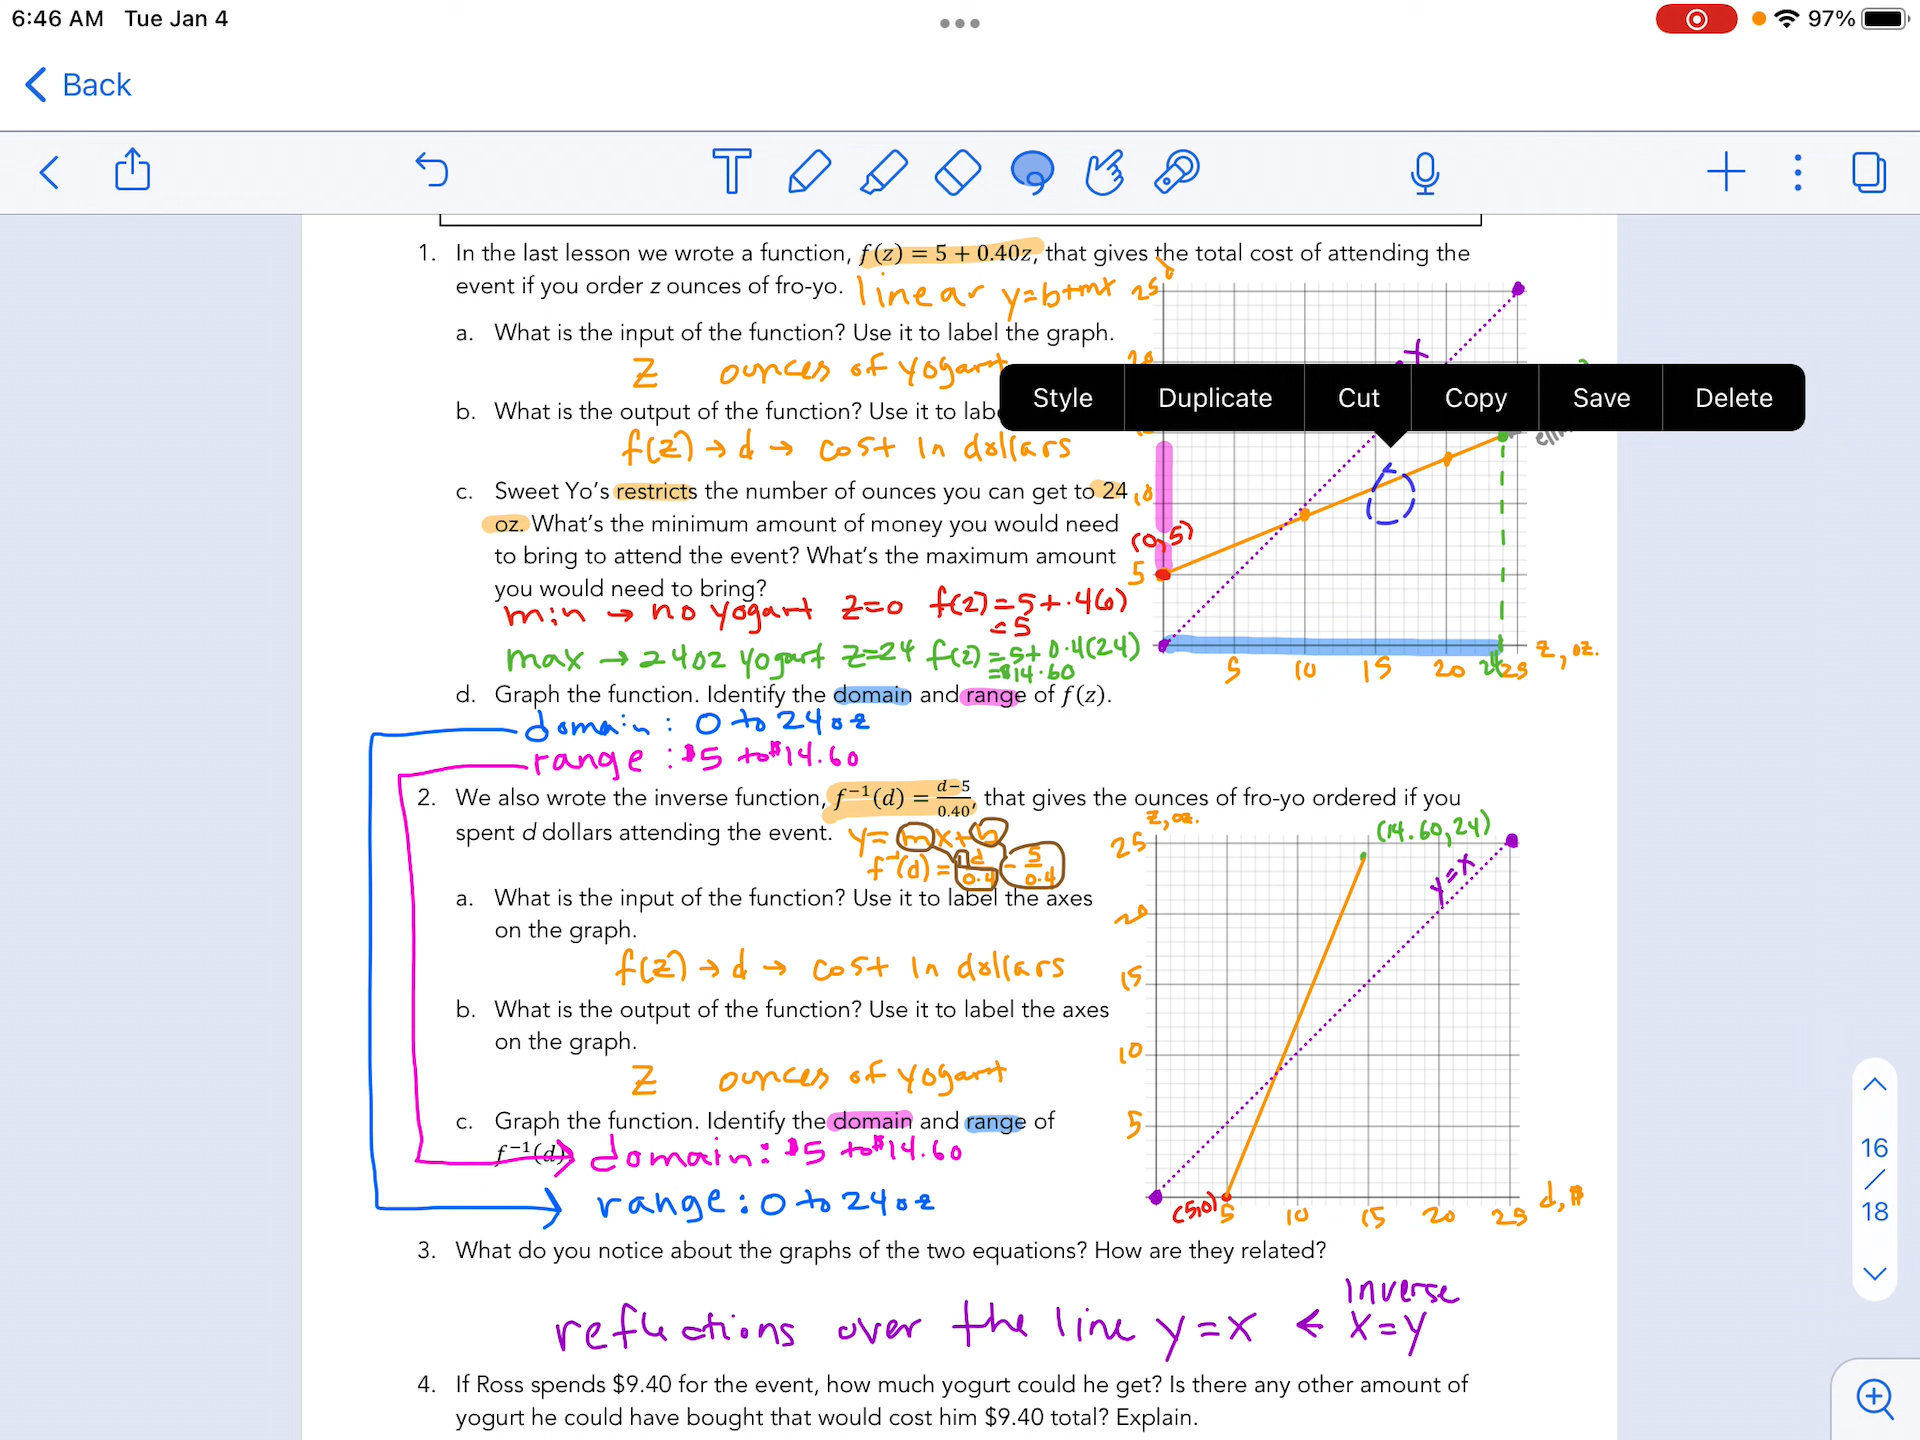 6:46 AM Tue Jan 4
97%
Back
1. In the last lesson we wrote a function, f(z) = 5 + 0.40z, that gives the total cost of attending the
event if you order z ounces of fro-yo.
linear y=b+mx
a. What is the input of the function? Use it to label the graph.
z ounces of yogart
b. What is the output of the function? Use it to lab
f(z) → d → cost in dollars
c. Sweet Yo's restricts the number of ounces you can get to 24
oz. What's the minimum amount of money you would need
to bring to attend the event? What's the maximum amount
you would need to bring?
min → no yogart z=0 f(z)=5+.4(0)
=5
max → 24oz yogart z=24 f(z)=5+0.4(24)
=$14.60
d. Graph the function. Identify the domain and range of f(z).
domain: 0 to 24oz
range: $5 to $14.60
25
20
Style Duplicate Cut Copy Save Delete
10
(0,5)
5
5 10 15 20 24 25 z, oz.
2. We also wrote the inverse function, f⁻¹(d) = d−5/0.40, that gives the ounces of fro-yo ordered if you
spent d dollars attending the event.
y=mx+b
f⁻¹(d)=1d/0.4 - 5/0.4
a. What is the input of the function? Use it to label the axes
on the graph.
f(z) → d → cost in dollars
b. What is the output of the function? Use it to label the axes
on the graph.
z ounces of yogart
c. Graph the function. Identify the domain and range of
f⁻¹(d).
domain: $5 to $14.60
range: 0 to 24oz
z, oz.
(14.60,24)
25
y=x
20
15
10
5
(5,0) 5 10 15 20 25 d, $
3. What do you notice about the graphs of the two equations? How are they related?
inverse
reflections over the line y=x ← x=y
4. If Ross spends $9.40 for the event, how much yogurt could he get? Is there any other amount of
yogurt he could have bought that would cost him $9.40 total? Explain.
16
/
18